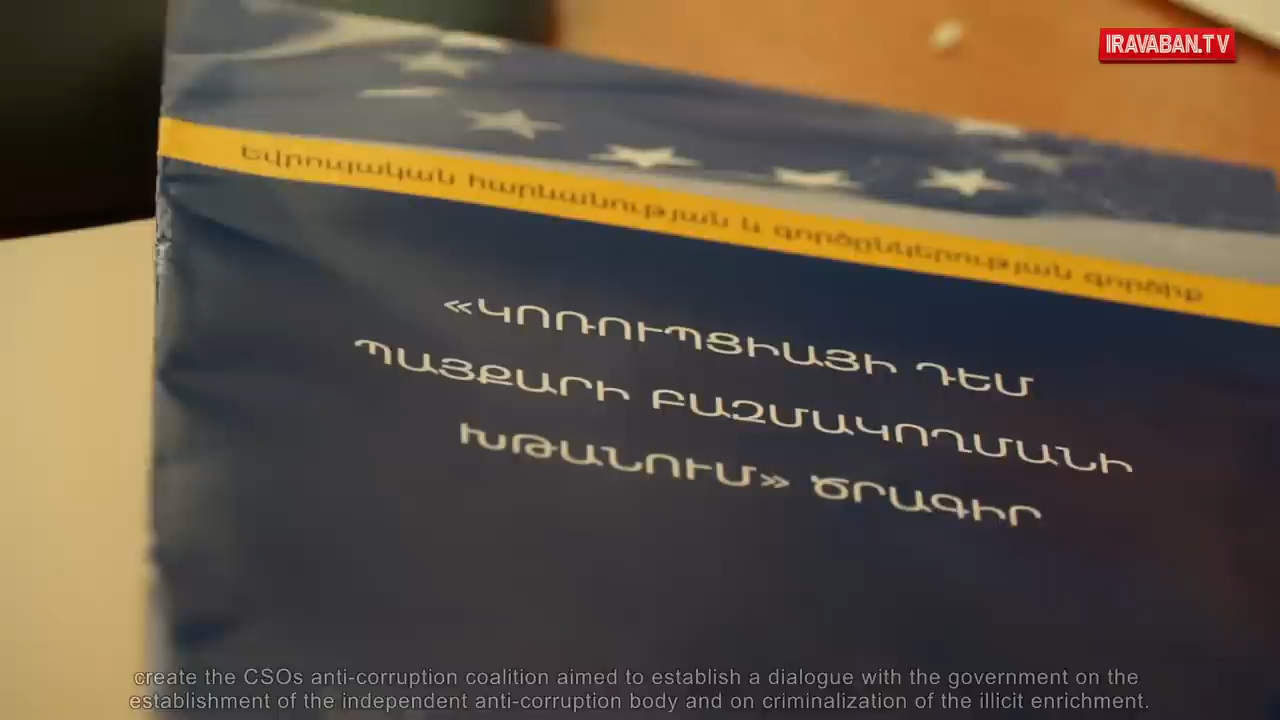 IRAVABAN.TV
Եվրոպական հարևանության և գործընկերության գործիք
«ԿՈՌՈՒՊՑԻԱՅԻ ԴԵՄ
ՊԱՅՔԱՐԻ ԲԱԶՄԱԿՈՂՄԱՆԻ
ԽԹԱՆՈՒՄ» ԾՐԱԳԻՐ
create the CSOs anti-corruption coalition aimed to establish a dialogue with the government on the
establishment of the independent anti-corruption body and on criminalization of the illicit enrichment.